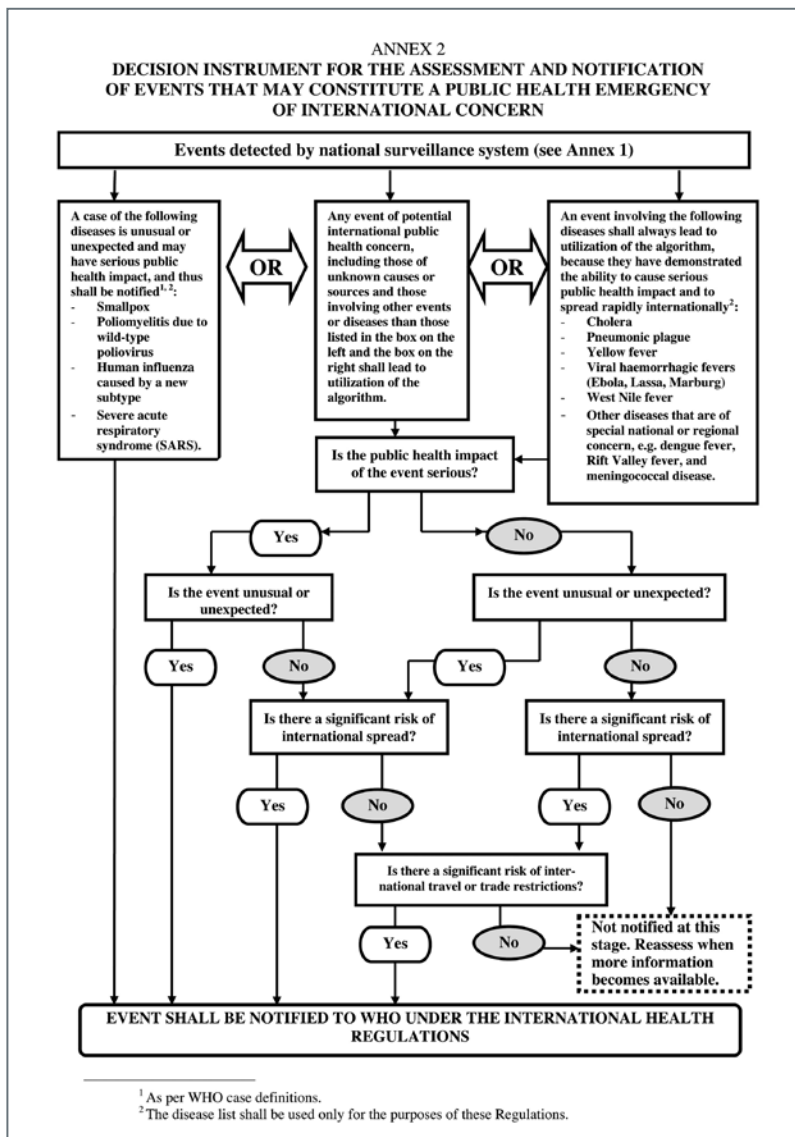 ANNEX 2
DECISION INSTRUMENT FOR THE ASSESSMENT AND NOTIFICATION
OF EVENTS THAT MAY CONSTITUTE A PUBLIC HEALTH EMERGENCY
OF INTERNATIONAL CONCERN
Events detected by national surveillance system (see Annex 1)
A case of the following
diseases is unusual or
unexpected and may
have serious public
health impact, and thus
shall be notified1, 2:
- Smallpox
- Poliomyelitis due to
wild-type
poliovirus
- Human influenza
caused by a new
subtype
- Severe acute
respiratory
syndrome (SARS).
OR
Any event of potential
international public
health concern,
including those of
unknown causes or
sources and those
involving other events
or diseases than those
listed in the box on the
left and the box on the
right shall lead to
utilization of the
algorithm.
OR
An event involving the following
diseases shall always lead to
utilization of the algorithm,
because they have demonstrated
the ability to cause serious
public health impact and to
spread rapidly internationally2:
- Cholera
- Pneumonic plague
- Yellow fever
- Viral haemorrhagic fevers
(Ebola, Lassa, Marburg)
- West Nile fever
- Other diseases that are of
special national or regional
concern, e.g. dengue fever,
Rift Valley fever, and
meningococcal disease.
Is the public health impact
of the event serious?
Yes
No
Is the event unusual or
unexpected?
Is the event unusual or unexpected?
Yes
No
Yes
No
Is there a significant risk of
international spread?
Is there a significant risk of
international spread?
Yes
No
Yes
No
Is there a significant risk of inter-
national travel or trade restrictions?
Yes
No
Not notified at this
stage. Reassess when
more information
becomes available.
EVENT SHALL BE NOTIFIED TO WHO UNDER THE INTERNATIONAL HEALTH
REGULATIONS
1 As per WHO case definitions.
2 The disease list shall be used only for the purposes of these Regulations.